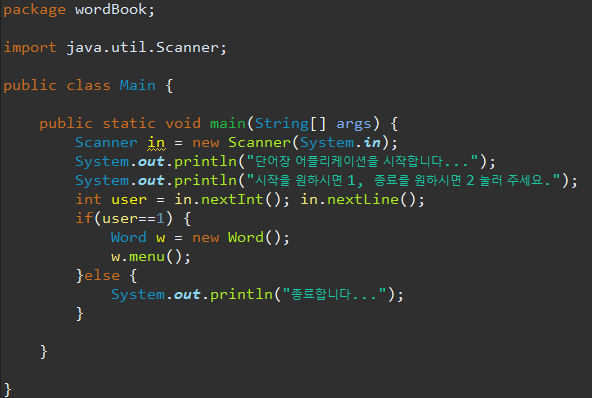 package wordBook;
import java.util.Scanner;
public class Main {
public static void main(String[] args) {
Scanner in = new Scanner(System.in);
System.out.println("단어장 어플리케이션을 시작합니다...");
System.out.println("시작을 원하시면 1, 종료를 원하시면 2 눌러 주세요.");
int user = in.nextInt(); in.nextLine();
if(user==1) {
Word w = new Word();
w.menu();
}else {
System.out.println("종료합니다...");
}
}
}